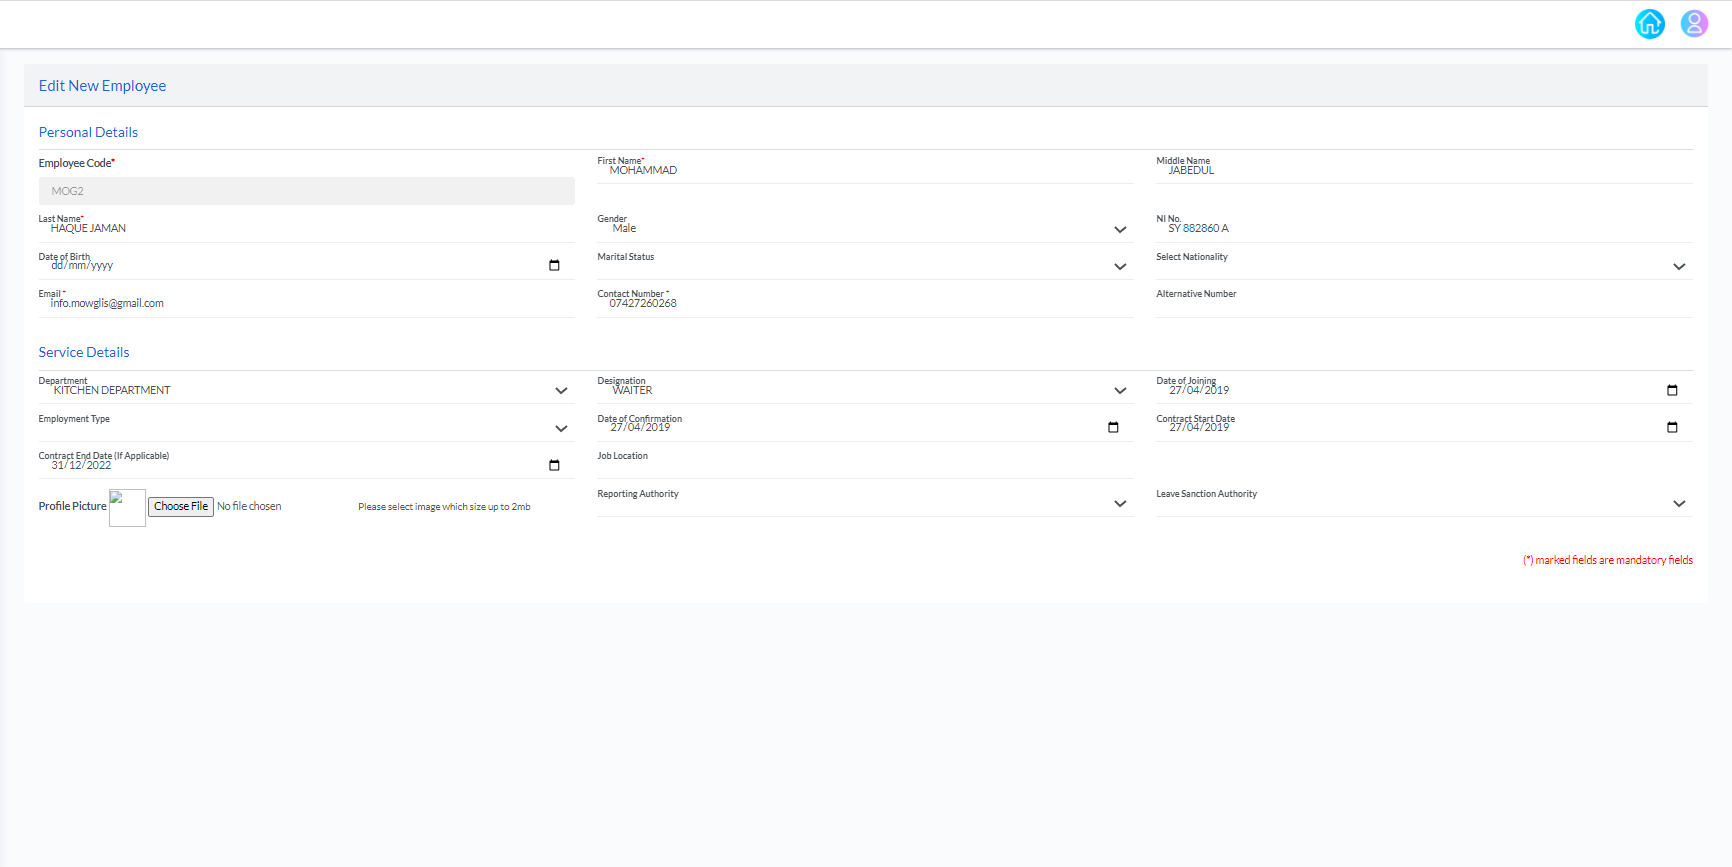 Edit New Employee
Personal Details
Employee Code*
MOG2
First Name*
MOHAMMAD
Middle Name
JABEDUL
Last Name*
HAQUE JAMAN
Gender
Male
NI No.
SY 882860 A
Date of Birth
dd/mm/yyyy
Marital Status
Select Nationality
Email *
info.mowglis@gmail.com
Contact Number *
07427260268
Alternative Number
Service Details
Department
KITCHEN DEPARTMENT
Designation
WAITER
Date of Joining
27/04/2019
Employment Type
Date of Confirmation
27/04/2019
Contract Start Date
27/04/2019
Contract End Date (If Applicable)
31/12/2022
Job Location
Profile Picture Choose File No file chosen Please select image which size up to 2mb
Reporting Authority
Leave Sanction Authority
(*) marked fields are mandatory fields